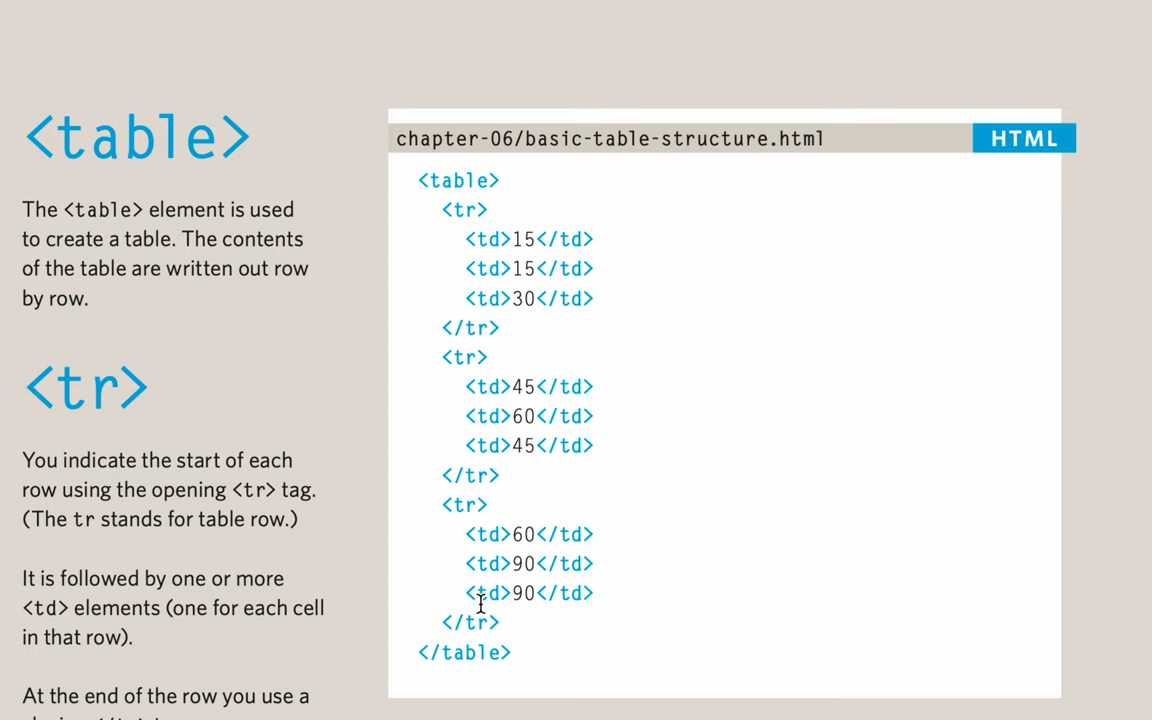 <table>
The <table> element is used
to create a table. The contents
of the table are written out row
by row.
<tr>
You indicate the start of each
row using the opening <tr> tag.
(The tr stands for table row.)
It is followed by one or more
<td> elements (one for each cell
in that row).
At the end of the row you use a
chapter-06/basic-table-structure.html
HTML
<table>
<tr>
<td>15</td>
<td>15</td>
<td>30</td>
</tr>
<tr>
<td>45</td>
<td>60</td>
<td>45</td>
</tr>
<tr>
<td>60</td>
<td>90</td>
<td>90</td>
</tr>
</table>